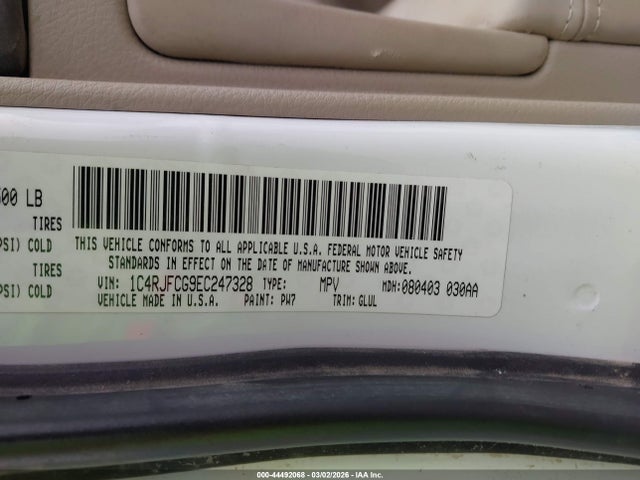 00 LB
TIRES
PSI) COLD
TIRES
PSI) COLD
THIS VEHICLE CONFORMS TO ALL APPLICABLE U.S.A. FEDERAL MOTOR VEHICLE SAFETY
STANDARDS IN EFFECT ON THE DATE OF MANUFACTURE SHOWN ABOVE.
VIN: 1C4RJFCG9EC247328 TYPE: MPV MDH:080403 030AA
VEHICLE MADE IN U.S.A. PAINT: PW7 TRIM: GLUL
000-44492068 - 03/02/2026 - IAA Inc.